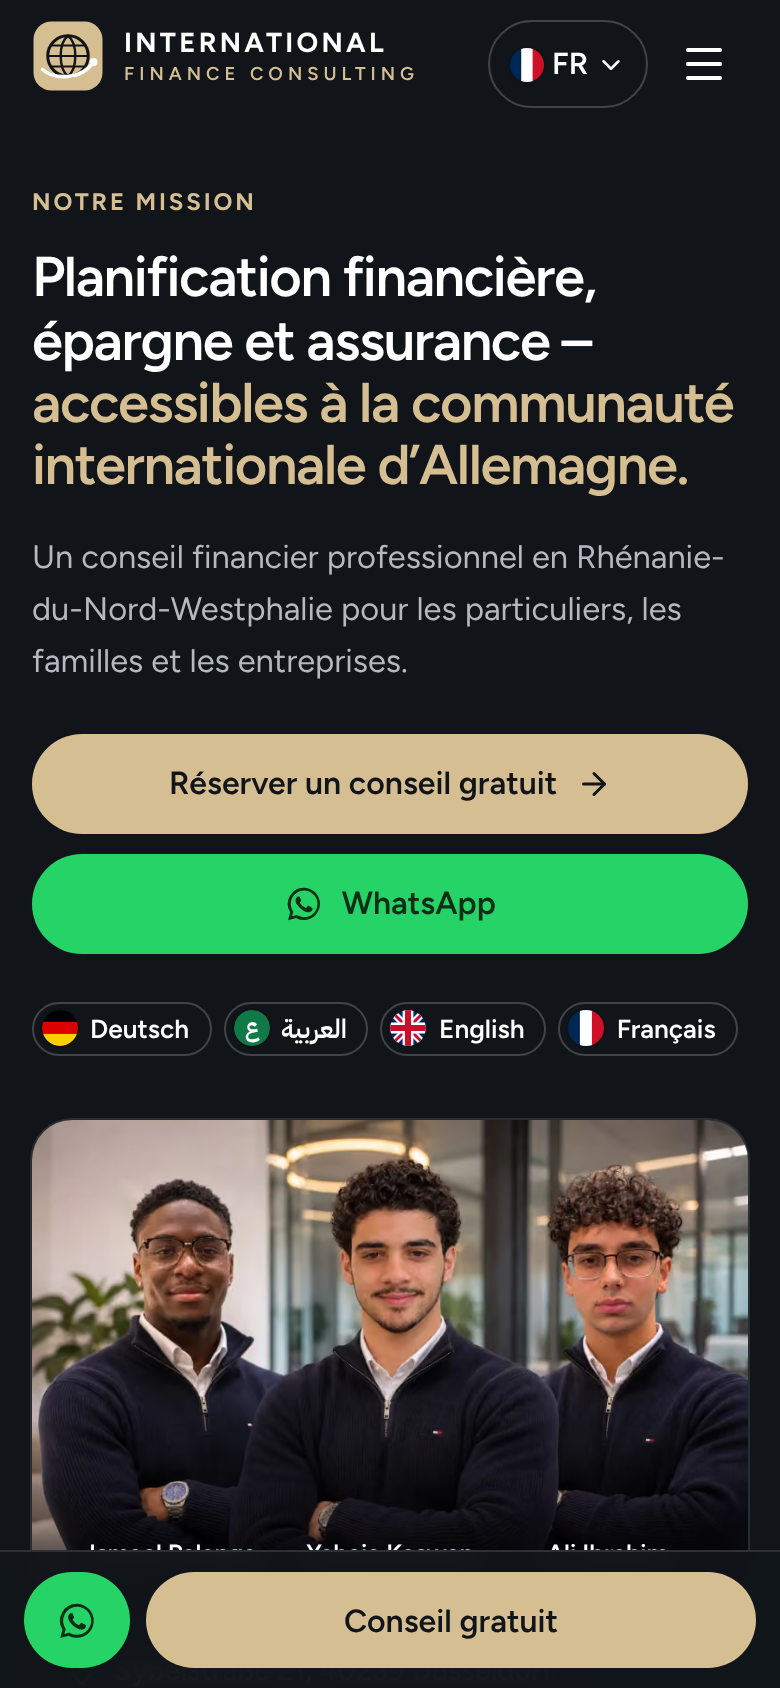 INTERNATIONAL
FINANCE CONSULTING
FR
NOTRE MISSION
Planification financière,
épargne et assurance –
accessibles à la communauté
internationale d’Allemagne.
Un conseil financier professionnel en Rhénanie-
du-Nord-Westphalie pour les particuliers, les
familles et les entreprises.
Réserver un conseil gratuit
WhatsApp
Deutsch
ع العربية
English
Français
Ali Ibrahim
Conseil gratuit